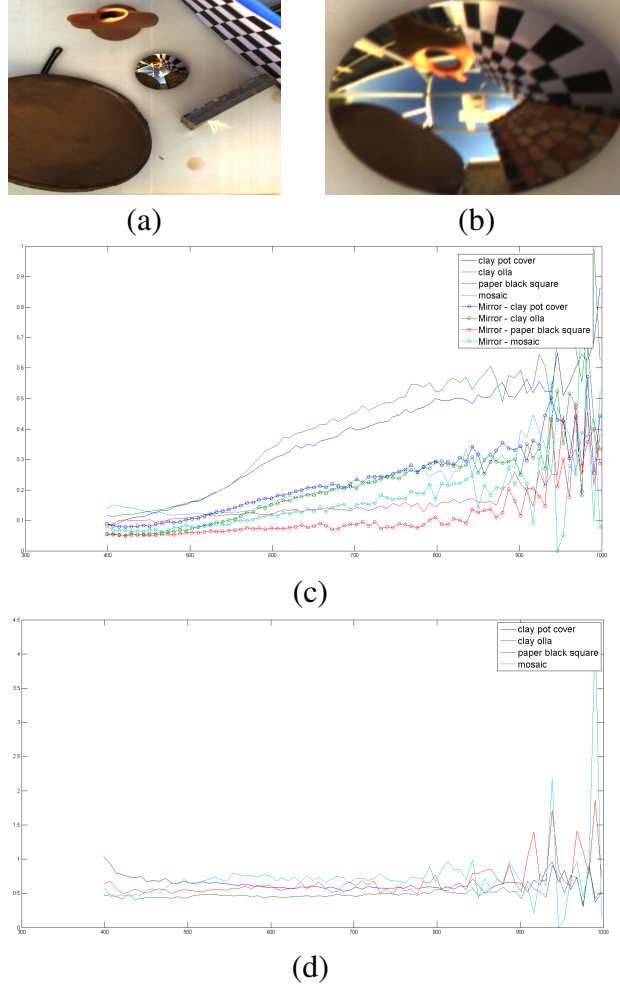 (a)
(b)
1
0.9
0.8
0.7
0.6
0.5
0.4
0.3
0.2
0.1
0
300
400
500
600
700
800
900
1000
clay pot cover
clay olla
paper black square
mosaic
Mirror - clay pot cover
Mirror - clay olla
Mirror - paper black square
Mirror - mosaic
(c)
4.5
4
3.5
3
2.5
2
1.5
1
0.5
0
300
400
500
600
700
800
900
1000
clay pot cover
clay olla
paper black square
mosaic
(d)